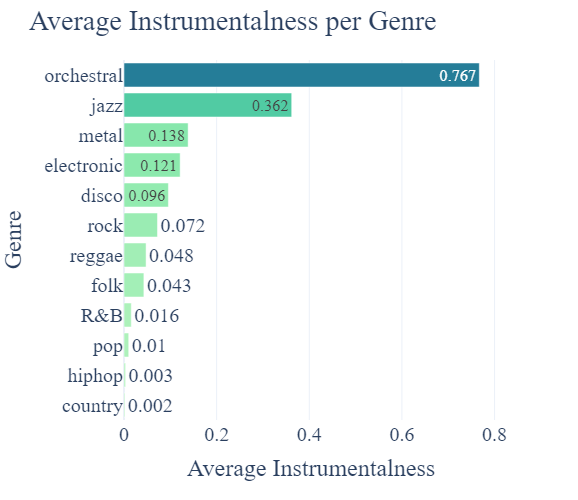 Average Instrumentalness per Genre
orchestral 0.767
jazz 0.362
metal 0.138
electronic 0.121
disco 0.096
rock 0.072
reggae 0.048
folk 0.043
R&B 0.016
pop 0.01
hiphop 0.003
country 0.002
Genre
0 0.2 0.4 0.6 0.8
Average Instrumentalness